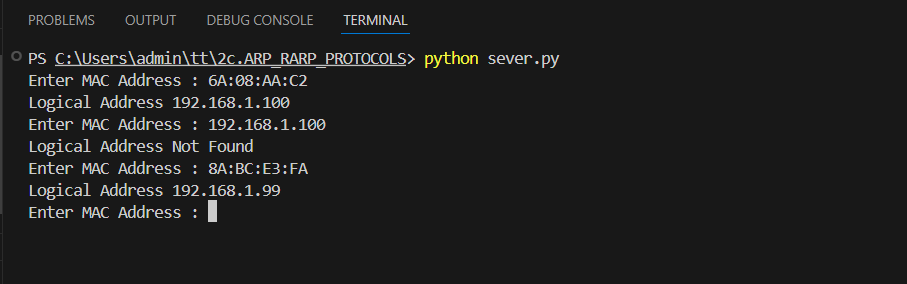 PROBLEMS OUTPUT DEBUG CONSOLE TERMINAL
PS C:\Users\admin\tt\2c.ARP_RARP_PROTOCOLS> python sever.py
Enter MAC Address : 6A:08:AA:C2
Logical Address 192.168.1.100
Enter MAC Address : 192.168.1.100
Logical Address Not Found
Enter MAC Address : 8A:BC:E3:FA
Logical Address 192.168.1.99
Enter MAC Address :